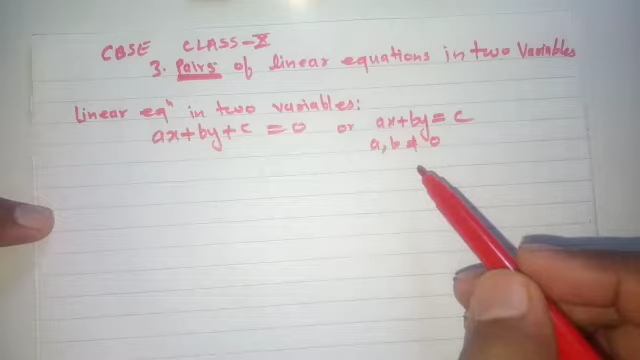 CBSE CLASS-X
3. Pairs of linear equations in two Variables
Linear eqⁿ in two variables:
ax+by+c=0 or ax+by=c
a,b≠0